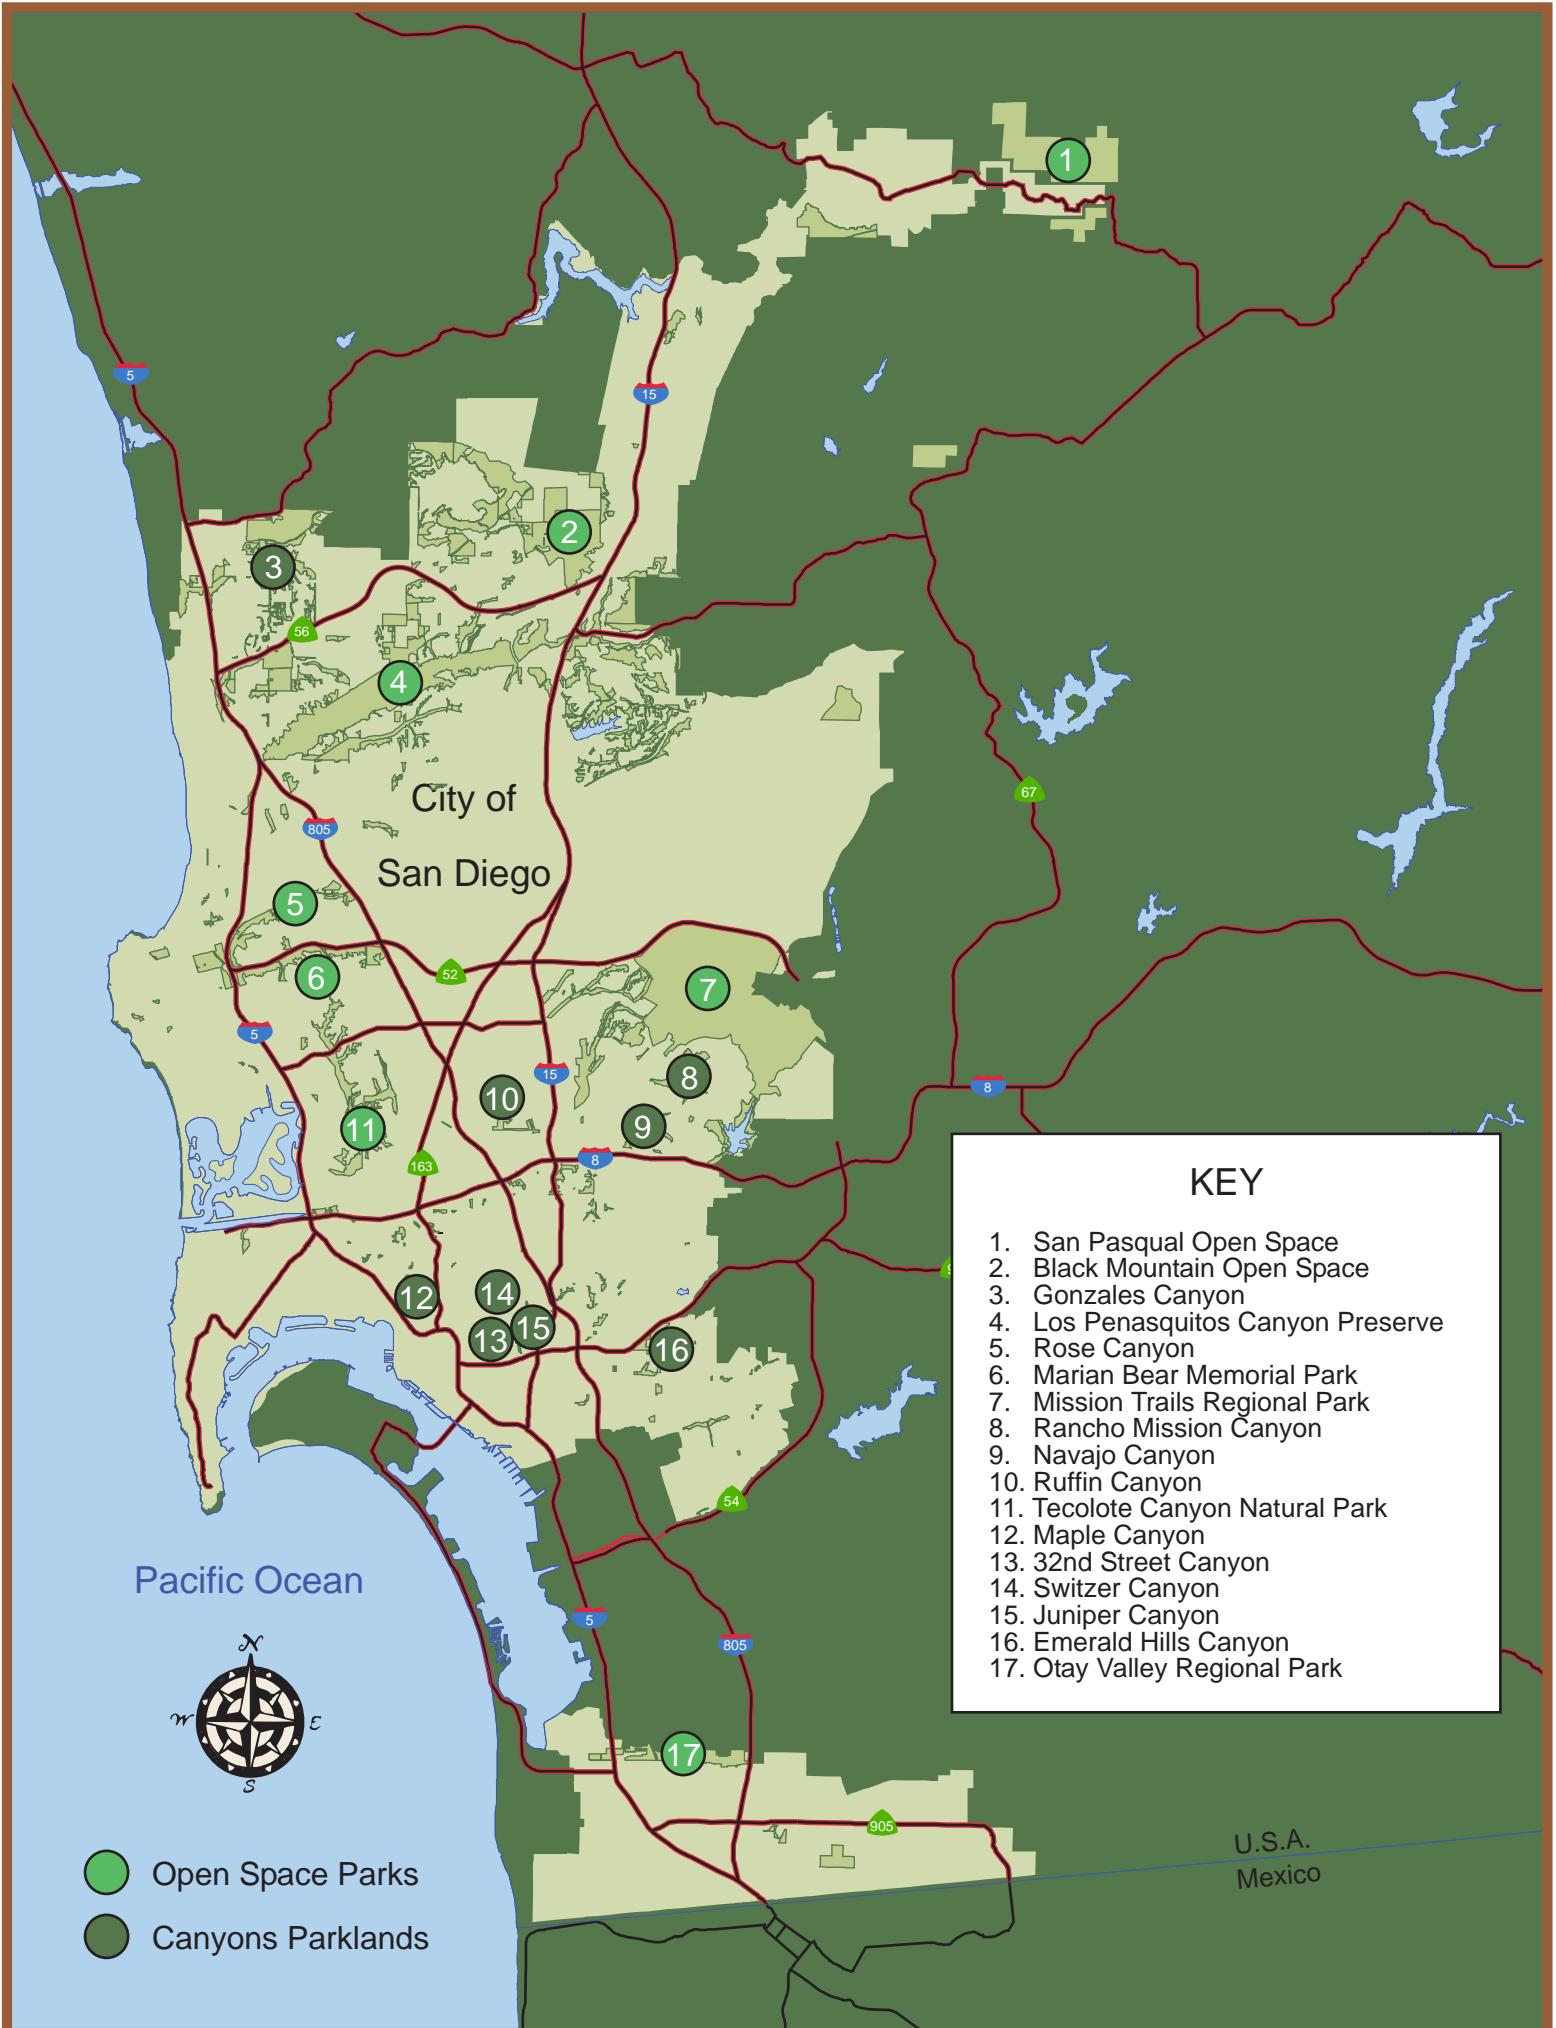 1
5
15
2
3
56
4
City of
67
San Diego
805
5
6
52
7
5
15
8
8
10
9
11
8
163
KEY
1. San Pasqual Open Space
2. Black Mountain Open Space
3. Gonzales Canyon
4. Los Penasquitos Canyon Preserve
5. Rose Canyon
6. Marian Bear Memorial Park
7. Mission Trails Regional Park
8. Rancho Mission Canyon
9. Navajo Canyon
10. Ruffin Canyon
11. Tecolote Canyon Natural Park
12. Maple Canyon
13. 32nd Street Canyon
14. Switzer Canyon
15. Juniper Canyon
16. Emerald Hills Canyon
17. Otay Valley Regional Park
9
12
14
15
13
16
54
Pacific Ocean
5
805
N
W
E
S
17
905
U.S.A.
Mexico
Open Space Parks
Canyons Parklands